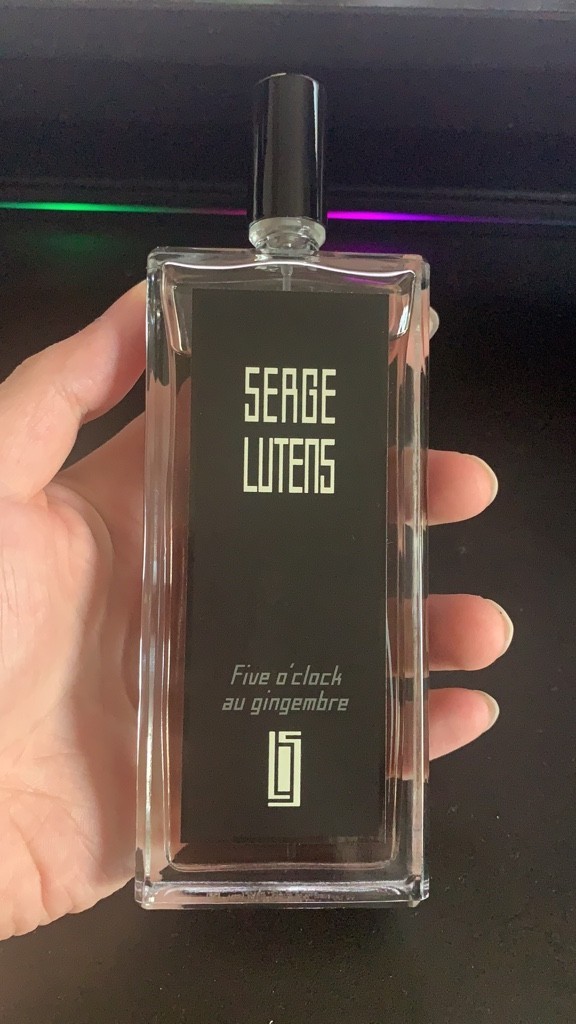 SERGE
LUTENS
Five o'clock
au gingembre